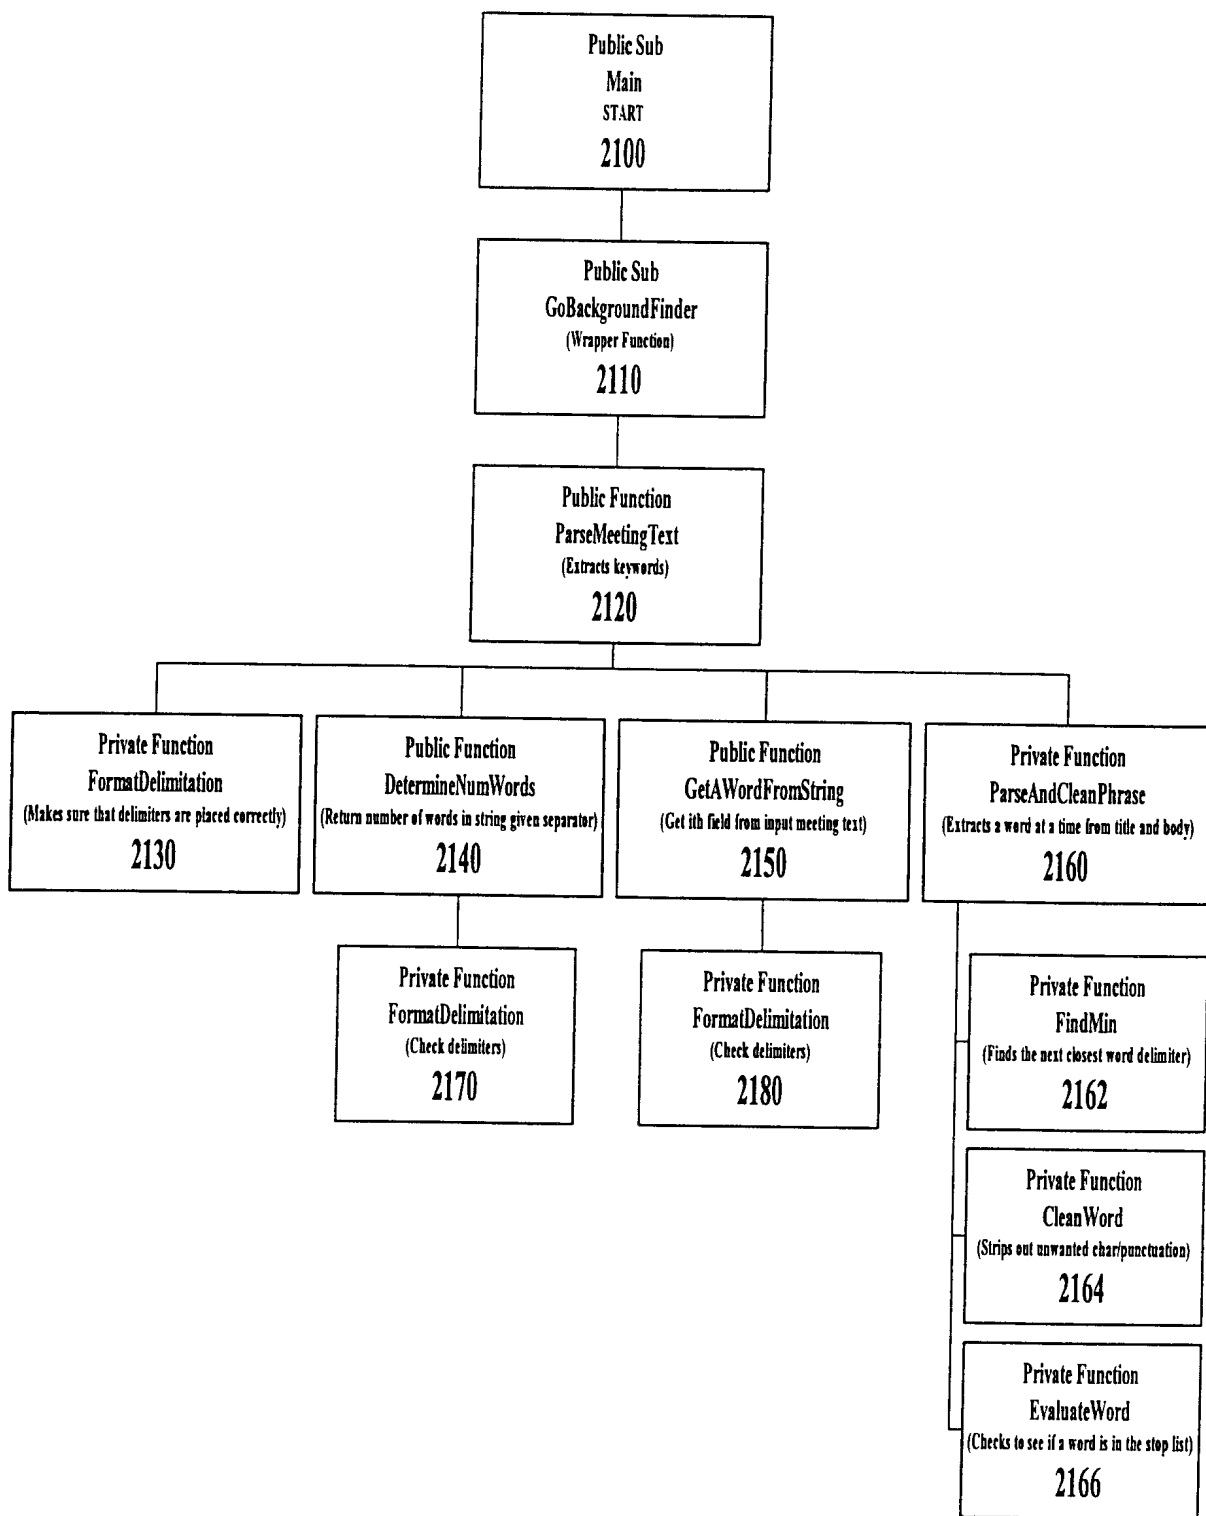 Public Sub
Main
START
2100
Public Sub
GoBackgroundFinder
(Wrapper Function)
2110
Public Function
ParseMeetingText
(Extracts keywords)
2120
Private Function
FormatDelimitation
(Makes sure that delimiters are placed correctly)
2130
Public Function
DetermineNumWords
(Return number of words in string given separator)
2140
Public Function
GetAWordFromString
(Get ith field from input meeting text)
2150
Private Function
ParseAndCleanPhrase
(Extracts a word at a time from title and body)
2160
Private Function
FormatDelimitation
(Check delimiters)
2170
Private Function
FormatDelimitation
(Check delimiters)
2180
Private Function
FindMin
(Finds the next closest word delimiter)
2162
Private Function
CleanWord
(Strips out unwanted char/punctuation)
2164
Private Function
EvaluateWord
(Checks to see if a word is in the stop list)
2166